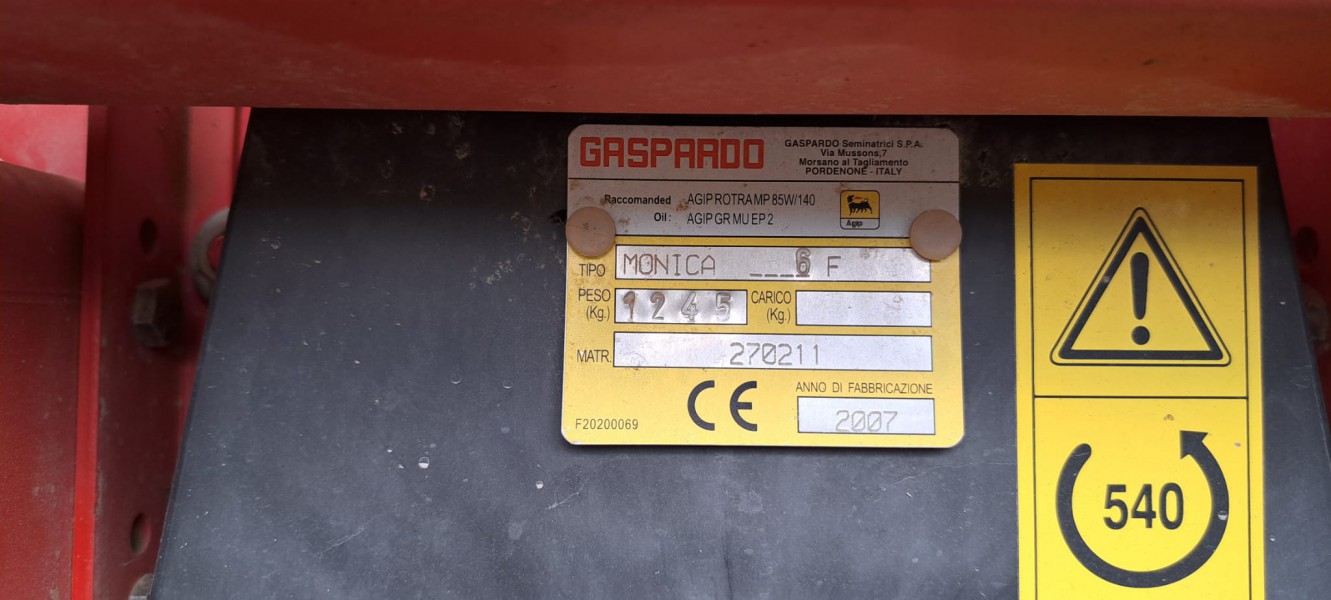 GASPARDO
GASPARDO Seminatrici S.P.A.
Via Mussons,7
Morsano al Tagliamento
PORDENONE - ITALY
Raccomanded AGIP ROTRA MP 85W/140
Oil: AGIP GR MU EP 2
Agip
TIPO MONICA ___6 F
PESO (Kg.) 1245 CARICO (Kg.)
MATR. 270211
CE
ANNO DI FABBRICAZIONE
F20200069 2007
540